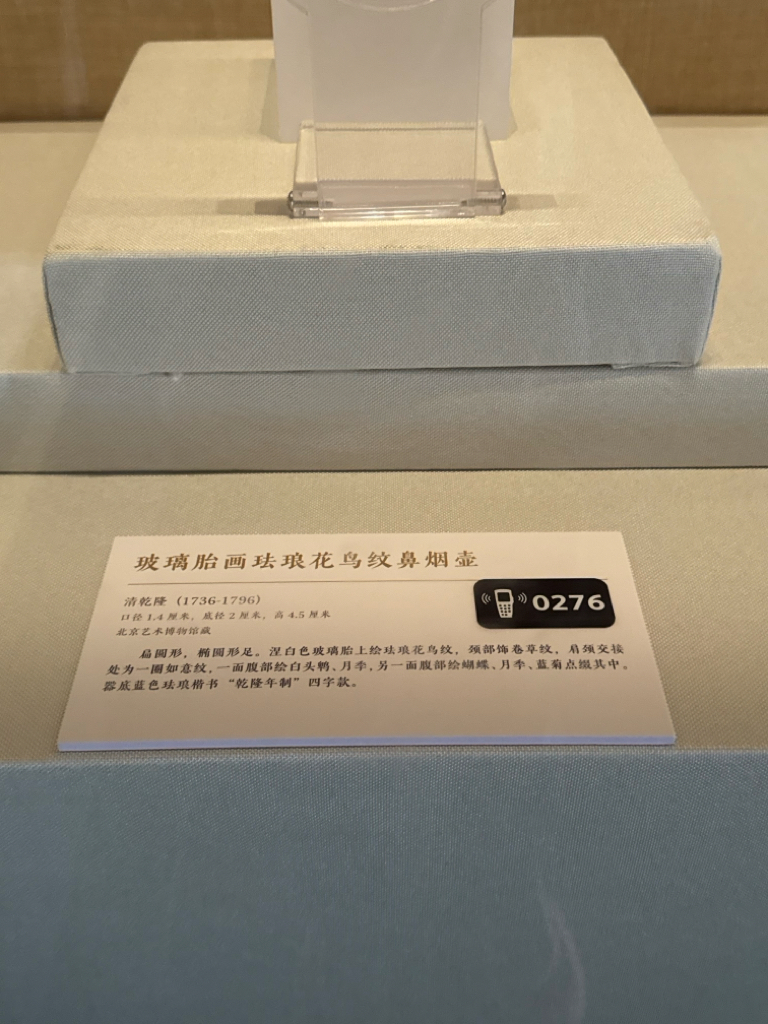 玻璃胎画珐琅花鸟纹鼻烟壶
清乾隆（1736-1796）
口径 1.4 厘米，底径 2 厘米，高 4.5 厘米
北京艺术博物馆藏
0276
扁圆形，椭圆形足。涅白色玻璃胎上绘珐琅花鸟纹，颈部饰卷草纹，肩颈交接
处为一圈如意纹，一面腹部绘白头鹎、月季，另一面腹部绘蝴蝶、月季、蓝菊点缀其中。
器底蓝色珐琅楷书“乾隆年制”四字款。